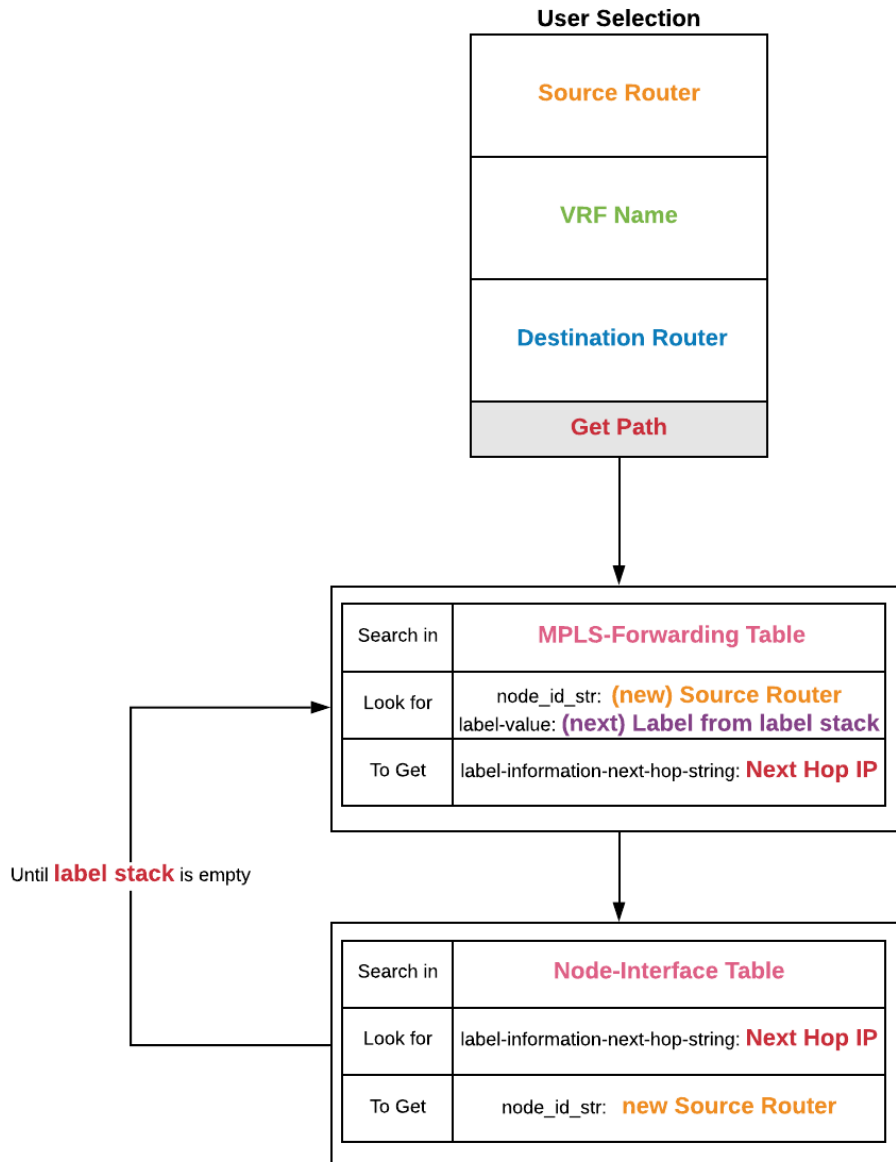 User Selection
Source Router
VRF Name
Destination Router
Get Path
Search in
MPLS-Forwarding Table
Look for
node_id_str: (new) Source Router
label-value: (next) Label from label stack
To Get
label-information-next-hop-string: Next Hop IP
Until label stack is empty
Search in
Node-Interface Table
Look for
label-information-next-hop-string: Next Hop IP
To Get
node_id_str: new Source Router